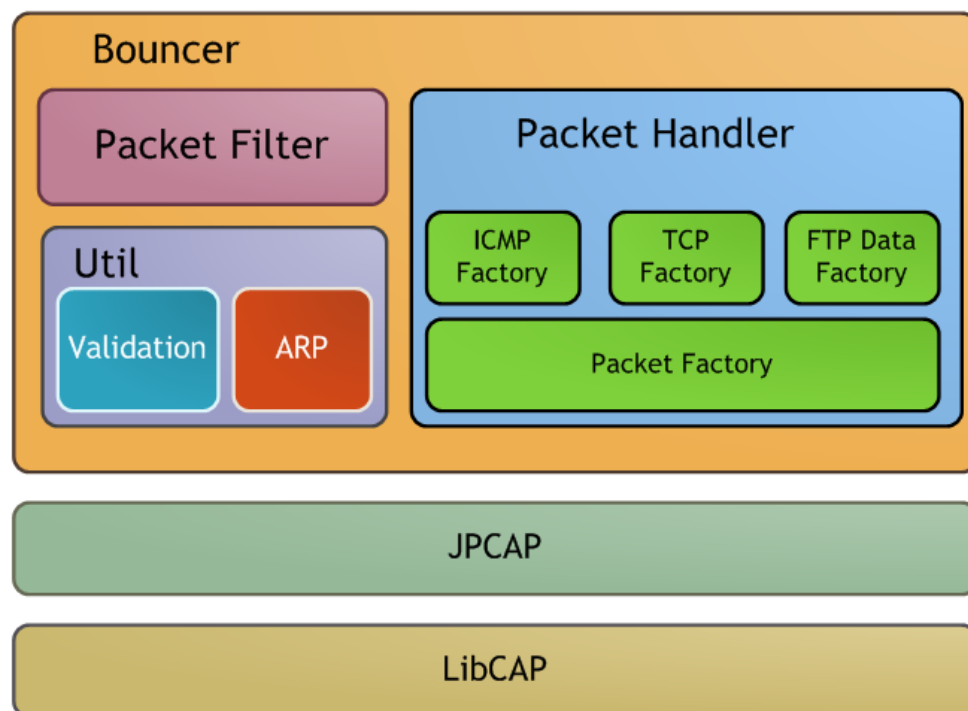 Bouncer
Packet Filter
Packet Handler
Util
Validation
ARP
ICMP
Factory
TCP
Factory
FTP Data
Factory
Packet Factory
JPCAP
LibCAP